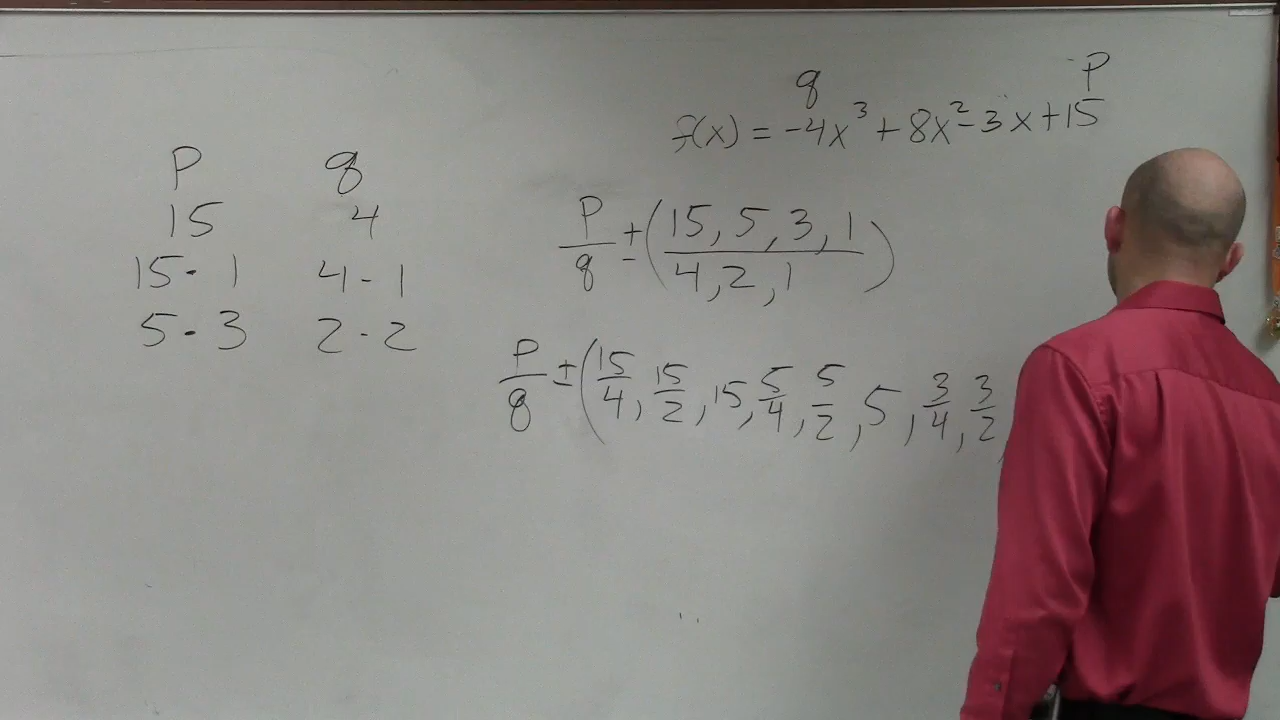 q P
f(x) = -4x³ + 8x² - 3x + 15
P q
15 4
15 · 1 4 - 1
5 · 3 2 · 2
P/q ± (15, 5, 3, 1 / 4, 2, 1)
P/q ± (15/4, 15/2, 15, 5/4, 5/2, 5, 3/4, 3/2,